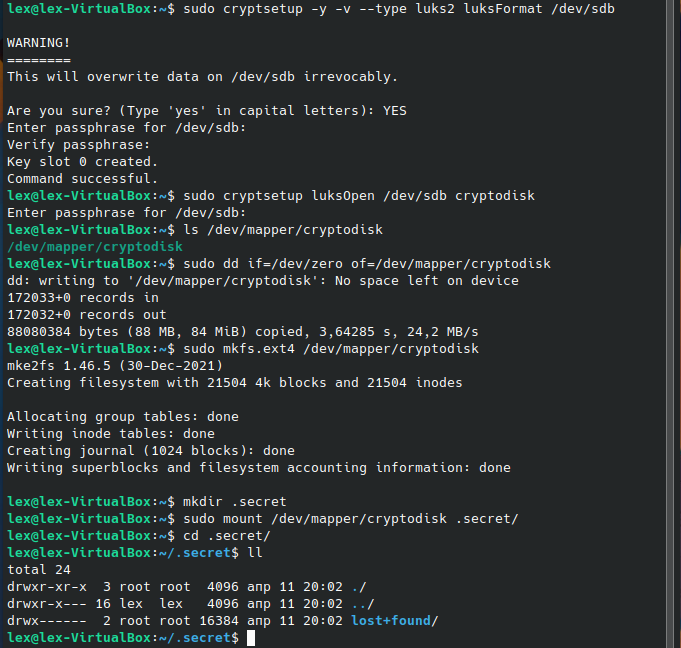 lex@lex-VirtualBox:~$ sudo cryptsetup -y -v --type luks2 luksFormat /dev/sdb

WARNING!
========
This will overwrite data on /dev/sdb irrevocably.

Are you sure? (Type 'yes' in capital letters): YES
Enter passphrase for /dev/sdb:
Verify passphrase:
Key slot 0 created.
Command successful.
lex@lex-VirtualBox:~$ sudo cryptsetup luksOpen /dev/sdb cryptodisk
Enter passphrase for /dev/sdb:
lex@lex-VirtualBox:~$ ls /dev/mapper/cryptodisk
/dev/mapper/cryptodisk
lex@lex-VirtualBox:~$ sudo dd if=/dev/zero of=/dev/mapper/cryptodisk
dd: writing to '/dev/mapper/cryptodisk': No space left on device
172033+0 records in
172032+0 records out
88080384 bytes (88 MB, 84 MiB) copied, 3,64285 s, 24,2 MB/s
lex@lex-VirtualBox:~$ sudo mkfs.ext4 /dev/mapper/cryptodisk
mke2fs 1.46.5 (30-Dec-2021)
Creating filesystem with 21504 4k blocks and 21504 inodes

Allocating group tables: done
Writing inode tables: done
Creating journal (1024 blocks): done
Writing superblocks and filesystem accounting information: done

lex@lex-VirtualBox:~$ mkdir .secret
lex@lex-VirtualBox:~$ sudo mount /dev/mapper/cryptodisk .secret/
lex@lex-VirtualBox:~$ cd .secret/
lex@lex-VirtualBox:~/.secret$ ll
total 24
drwxr-xr-x  3 root root  4096 апр 11 20:02 ./
drwxr-x--- 16 lex  lex   4096 апр 11 20:02 ../
drwx------  2 root root 16384 апр 11 20:02 lost+found/
lex@lex-VirtualBox:~/.secret$